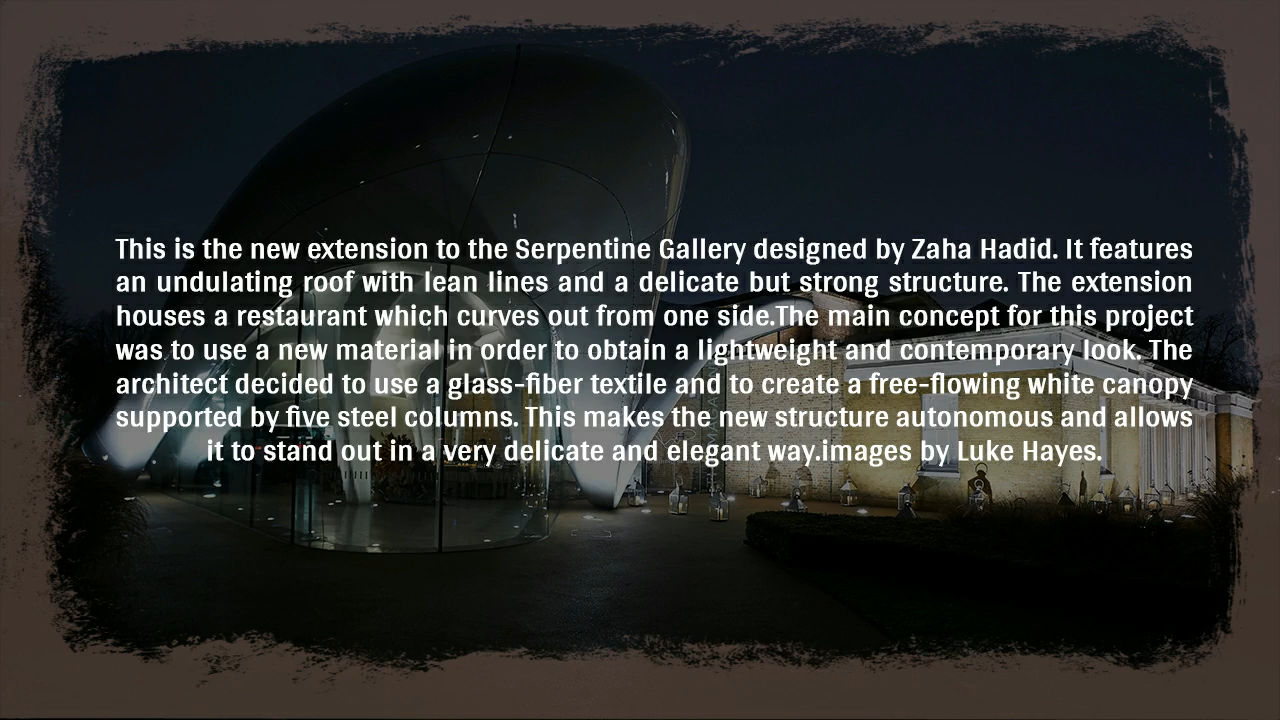 This is the new extension to the Serpentine Gallery designed by Zaha Hadid. It features
an undulating roof with lean lines and a delicate but strong structure. The extension
houses a restaurant which curves out from one side.The main concept for this project
was to use a new material in order to obtain a lightweight and contemporary look. The
architect decided to use a glass-fiber textile and to create a free-flowing white canopy
supported by five steel columns. This makes the new structure autonomous and allows
it to stand out in a very delicate and elegant way.images by Luke Hayes.